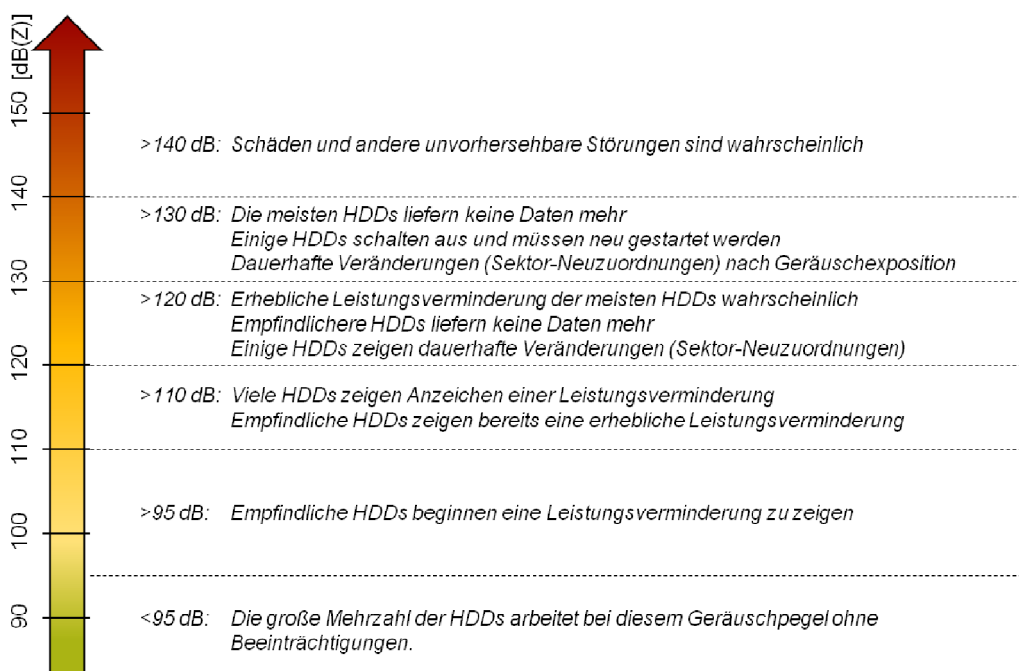 [dB(Z)]
150
>140 dB: Schäden und andere unvorhersehbare Störungen sind wahrscheinlich
140
>130 dB: Die meisten HDDs liefern keine Daten mehr
Einige HDDs schalten aus und müssen neu gestartet werden
Dauerhafte Veränderungen (Sektor-Neuzuordnungen) nach Geräuschexposition
130
>120 dB: Erhebliche Leistungsverminderung der meisten HDDs wahrscheinlich
Empfindlichere HDDs liefern keine Daten mehr
Einige HDDs zeigen dauerhafte Veränderungen (Sektor-Neuzuordnungen)
120
>110 dB: Viele HDDs zeigen Anzeichen einer Leistungsverminderung
Empfindliche HDDs zeigen bereits eine erhebliche Leistungsverminderung
110
>95 dB: Empfindliche HDDs beginnen eine Leistungsverminderung zu zeigen
100
<95 dB: Die große Mehrzahl der HDDs arbeitet bei diesem Geräuschpegel ohne
Beeinträchtigungen.
90